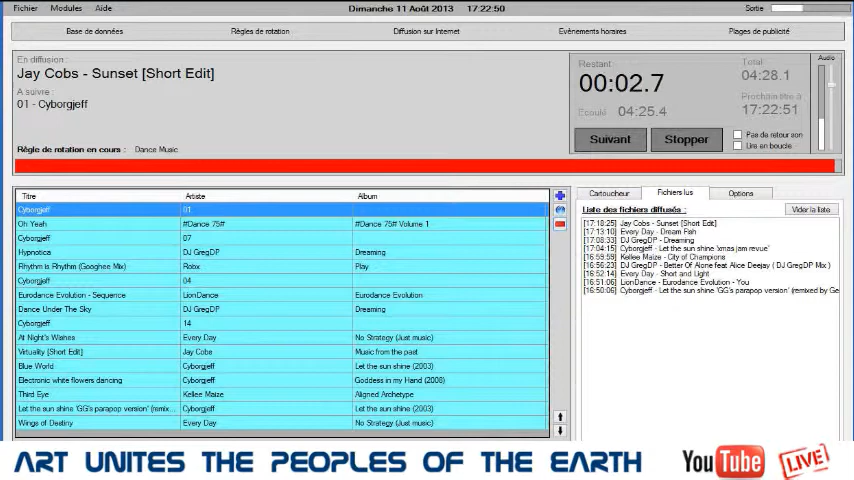 Fichier Modules Aide Dimanche 11 Août 2013 17:22:50 Sortie
Base de données Règles de rotation Diffusion sur Internet Evènements horaires Plages de publicité
En diffusion :
Jay Cobs - Sunset [Short Edit]
A suivre :
01 - Cyborgjeff
Règle de rotation en cours : Dance Music
Restant
00:02.7
Total
04:28.1
Ecoulé 04:25.4
Prochain titre à
17:22:51
Suivant Stopper
Pas de retour son
Lire en boucle
Audio
Titre Artiste Album
Cyborgjeff 01
Oh Yeah #Dance 75# #Dance 75# Volume 1
Cyborgjeff 07
Hypnotica DJ GregDP Dreaming
Rhythm is Rhythm (Googhee Mix) Robx Play
Cyborgjeff 04
Eurodance Evolution - Sequence LionDance Eurodance Evolution
Dance Under The Sky DJ GregDP Dreaming
Cyborgjeff 14
At Night's Wishes Every Day No Strategy (Just music)
Virtuality [Short Edit] Jay Cobs Music from the past
Blue World Cyborgjeff Let the sun shine (2003)
Electronic white flowers dancing Cyborgjeff Goddess in my Hand (2008)
Third Eye Kellee Maize Aligned Archetype
Let the sun shine 'GG's parapop version' (remix... Cyborgjeff Let the sun shine (2003)
Wings of Destiny Every Day No Strategy (Just music)
Cartoucheur Fichiers lus Options
Liste des fichiers diffusés : Vider la liste
[17:18:25] Jay Cobs - Sunset [Short Edit]
[17:13:10] Every Day - Dream Fish
[17:08:33] DJ GregDP - Dreaming
[17:04:15] Cyborgjeff - Let the sun shine 'xmas jam revue'
[16:59:59] Kellee Maize - City of Champions
[16:56:23] DJ GregDP - Better Of Alone feat Alice Deejay ( DJ GregDP Mix )
[16:52:14] Every Day - Short and Light
[16:51:06] LionDance - Eurodance Evolution - You
[16:50:06] Cyborgjeff - Let the sun shine 'GG's parapop version' (remixed by Ge
ART UNITES THE PEOPLES OF THE EARTH
YouTube LIVE